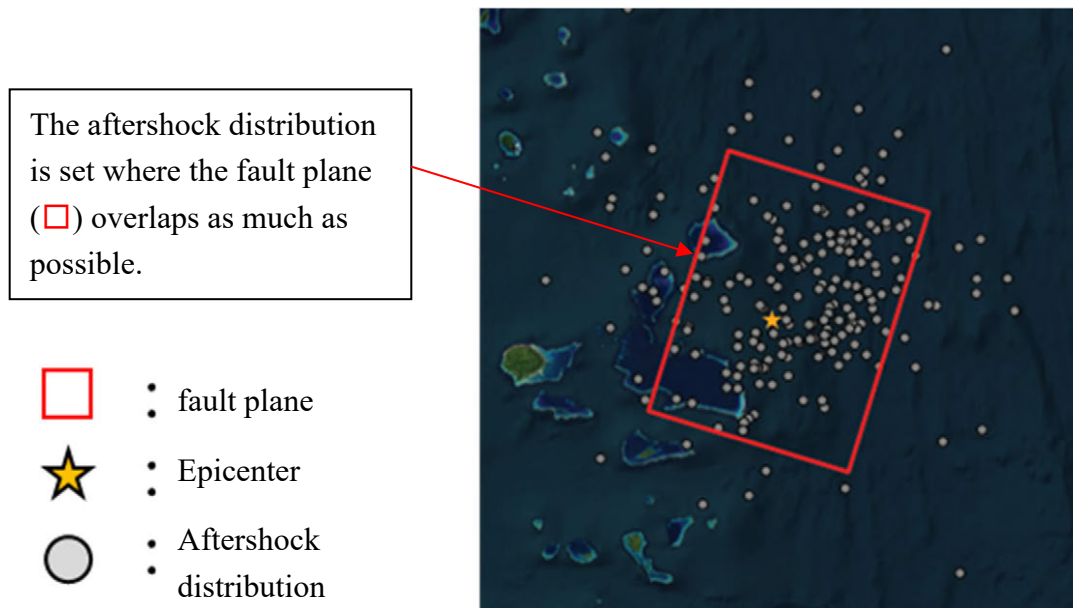 The aftershock distribution
is set where the fault plane
(□) overlaps as much as
possible.
: fault plane
: Epicenter
: Aftershock
distribution